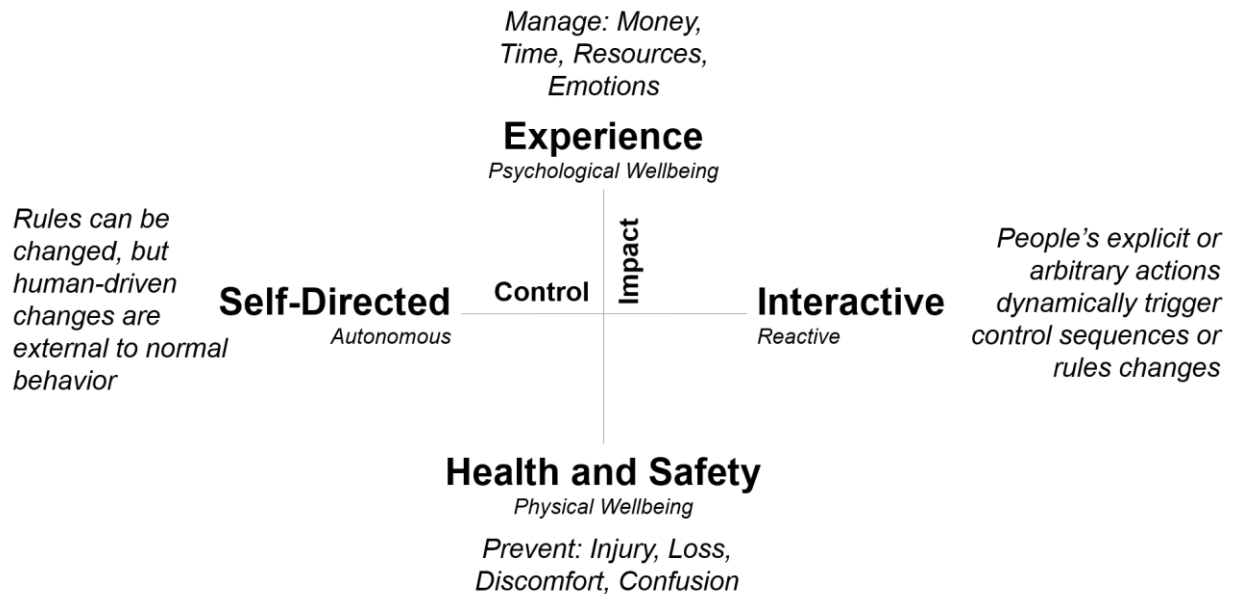 Manage: Money,
Time, Resources,
Emotions
Experience
Psychological Wellbeing
Rules can be
changed, but
human-driven
changes are
external to normal
behavior
Self-Directed
Autonomous
Control
Impact
Interactive
Reactive
People’s explicit or
arbitrary actions
dynamically trigger
control sequences or
rules changes
Health and Safety
Physical Wellbeing
Prevent: Injury, Loss,
Discomfort, Confusion